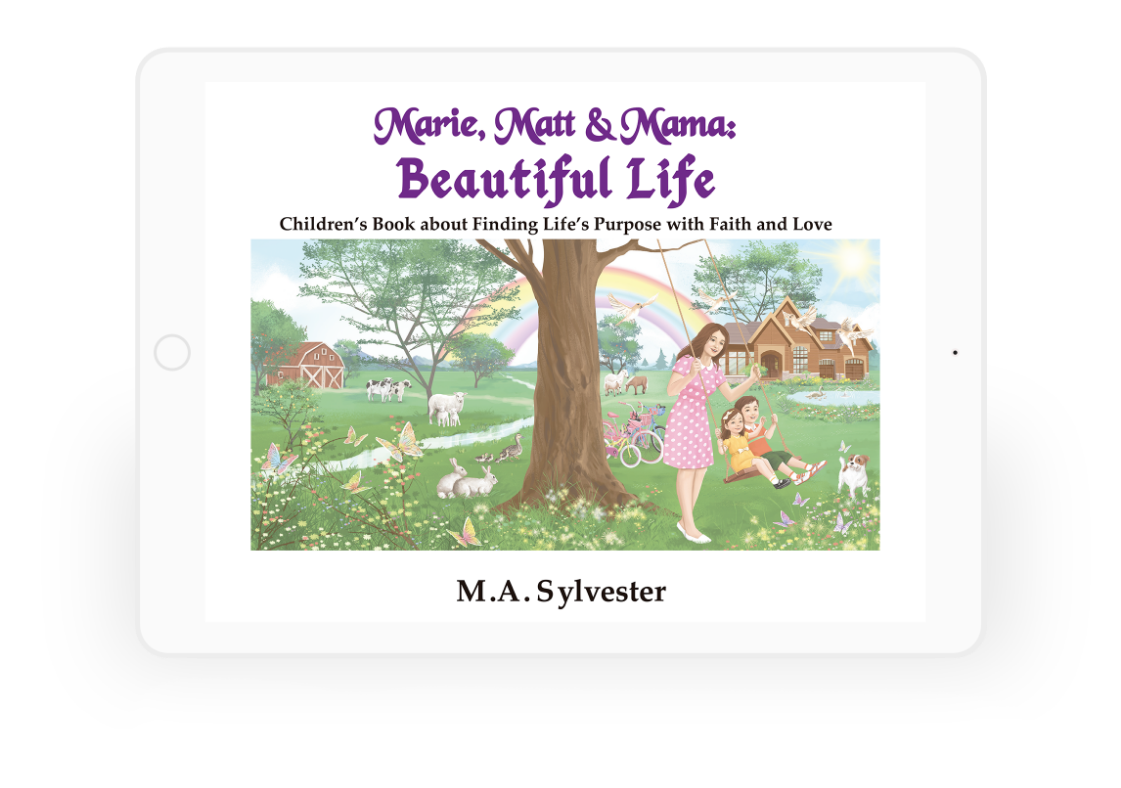 Marie, Matt & Mama:
Beautiful Life
Children's Book about Finding Life's Purpose with Faith and Love
M.A. Sylvester